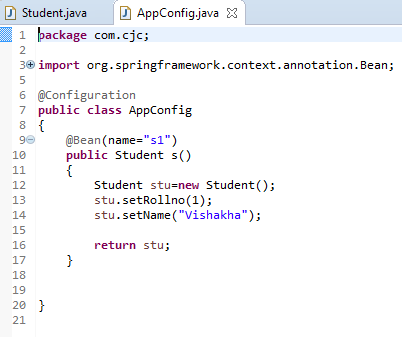 Student.java AppConfig.java
1 package com.cjc;
2
3 import org.springframework.context.annotation.Bean;
6 @Configuration
7 public class AppConfig
8 {
9 @Bean(name="s1")
10 public Student s()
11 {
12 Student stu=new Student();
13 stu.setRollno(1);
14 stu.setName("Vishakha");
15
16 return stu;
17 }
18
19
20 }
21